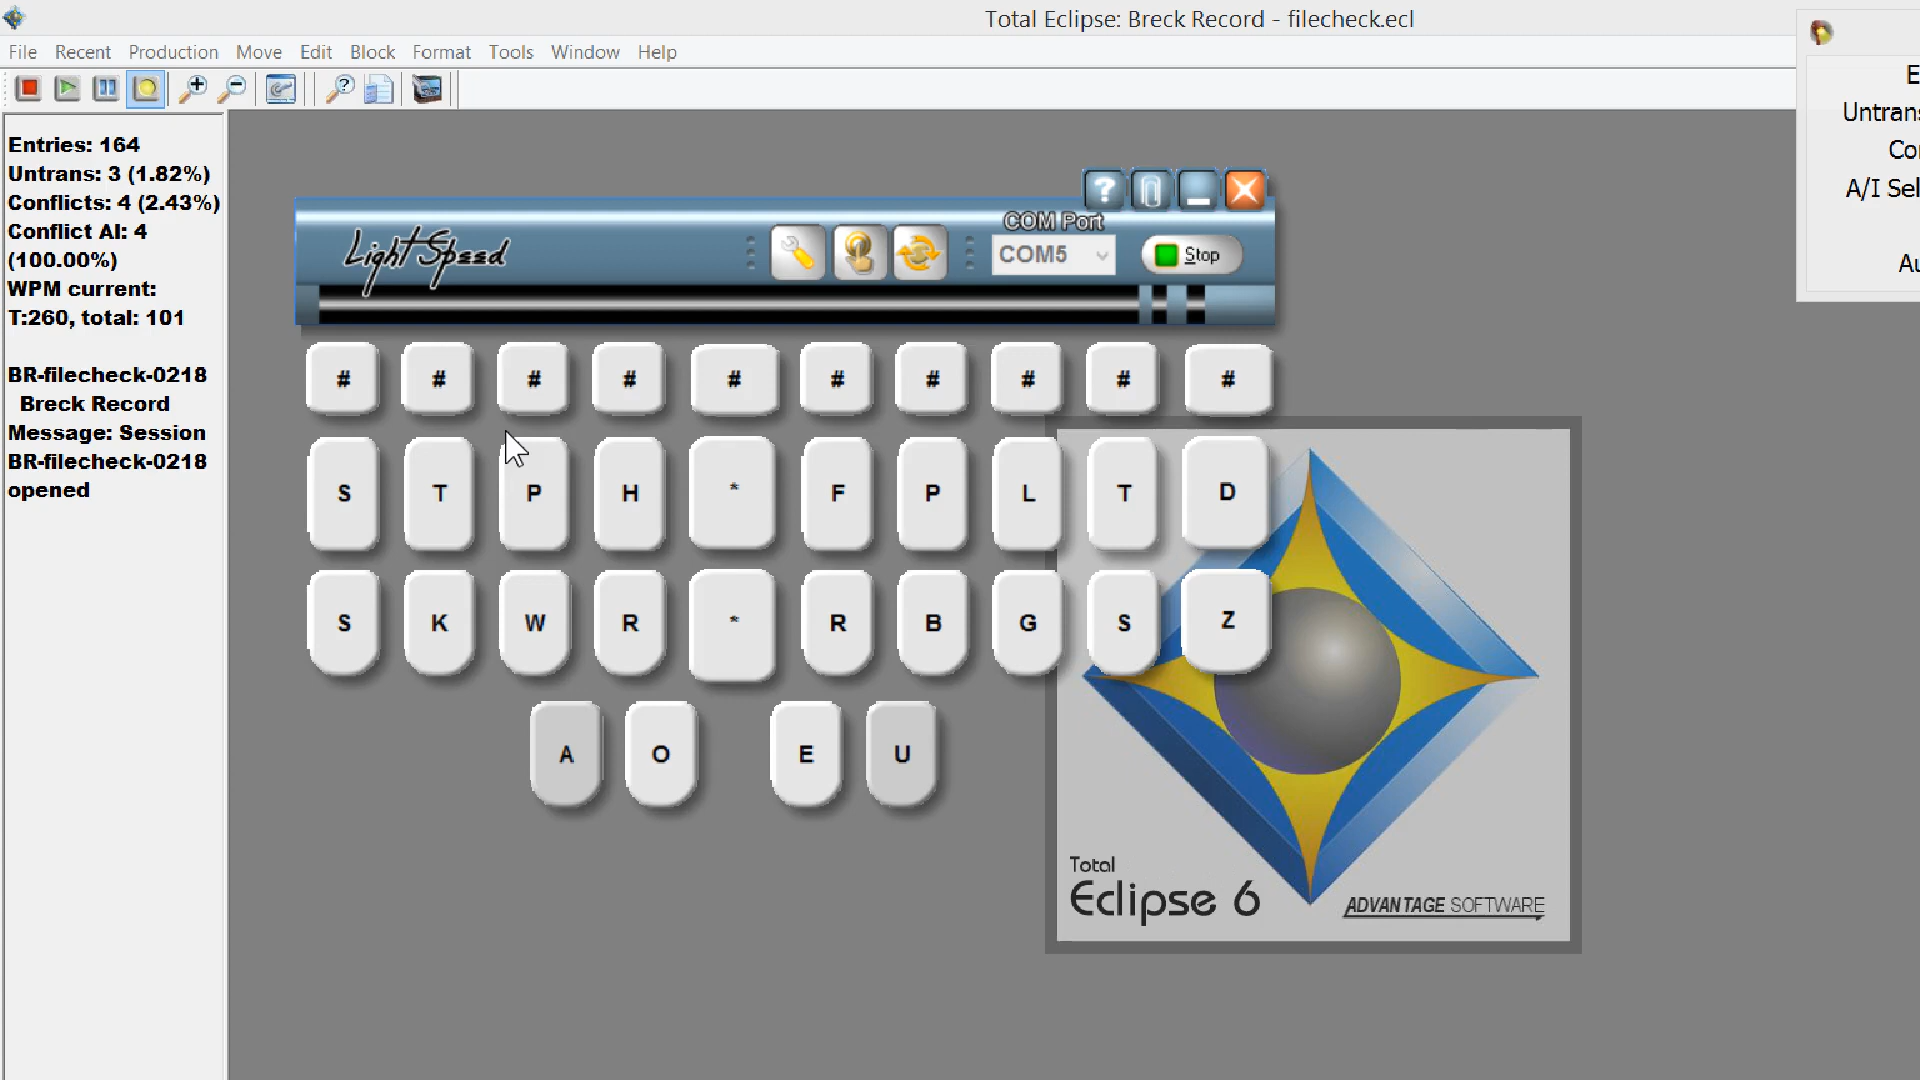 Total Eclipse: Breck Record - filecheck.ecl
File Recent Production Move Edit Block Format Tools Window Help
Entries: 164
Untrans: 3 (1.82%)
Conflicts: 4 (2.43%)
Conflict AI: 4
(100.00%)
WPM current:
T:260, total: 101
BR-filecheck-0218
Breck Record
Message: Session
BR-filecheck-0218
opened
?
COM Port
LightSpeed
COM5
Stop
# # # # # # # # # #
S T P H * F P L T D
S K W R * R B G S Z
A O E U
Total
Eclipse 6
ADVANTAGE SOFTWARE
E
Untrans
Co
A/I Sel
Au